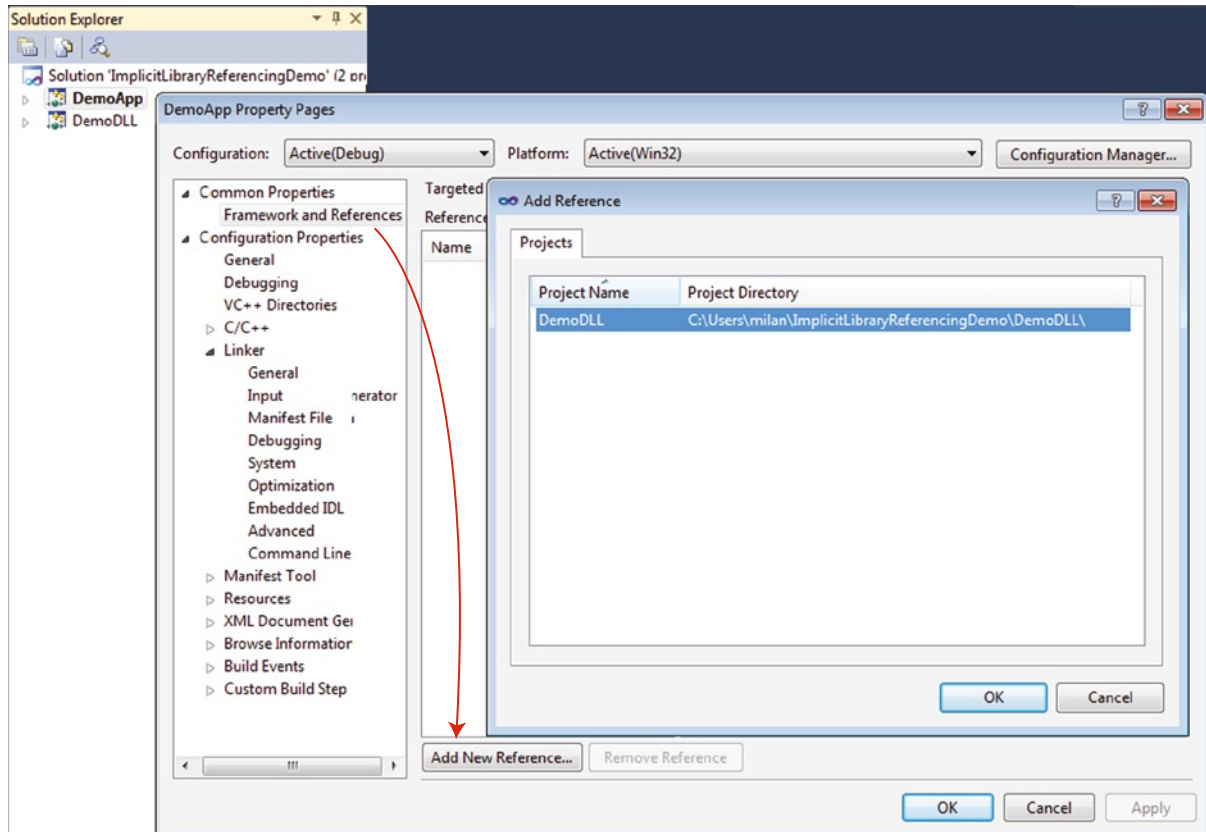 Solution Explorer
Solution 'ImplicitLibraryReferencingDemo' (2
DemoApp
DemoDLL
DemoApp Property Pages
Configuration: Active(Debug) Platform: Active(Win32) Configuration Manager...
Common Properties
Framework and References
Configuration Properties
General
Debugging
VC++ Directories
C/C++
Linker
General
Input nerator
Manifest File
Debugging
System
Optimization
Embedded IDL
Advanced
Command Line
Manifest Tool
Resources
XML Document Ge
Browse Information
Build Events
Custom Build Step
Targeted
Reference
Name
Add Reference
Projects
Project Name Project Directory
DemoDLL C:\Users\milan\ImplicitLibraryReferencingDemo\DemoDLL\
OK Cancel
Add New Reference... Remove Reference
OK Cancel Apply